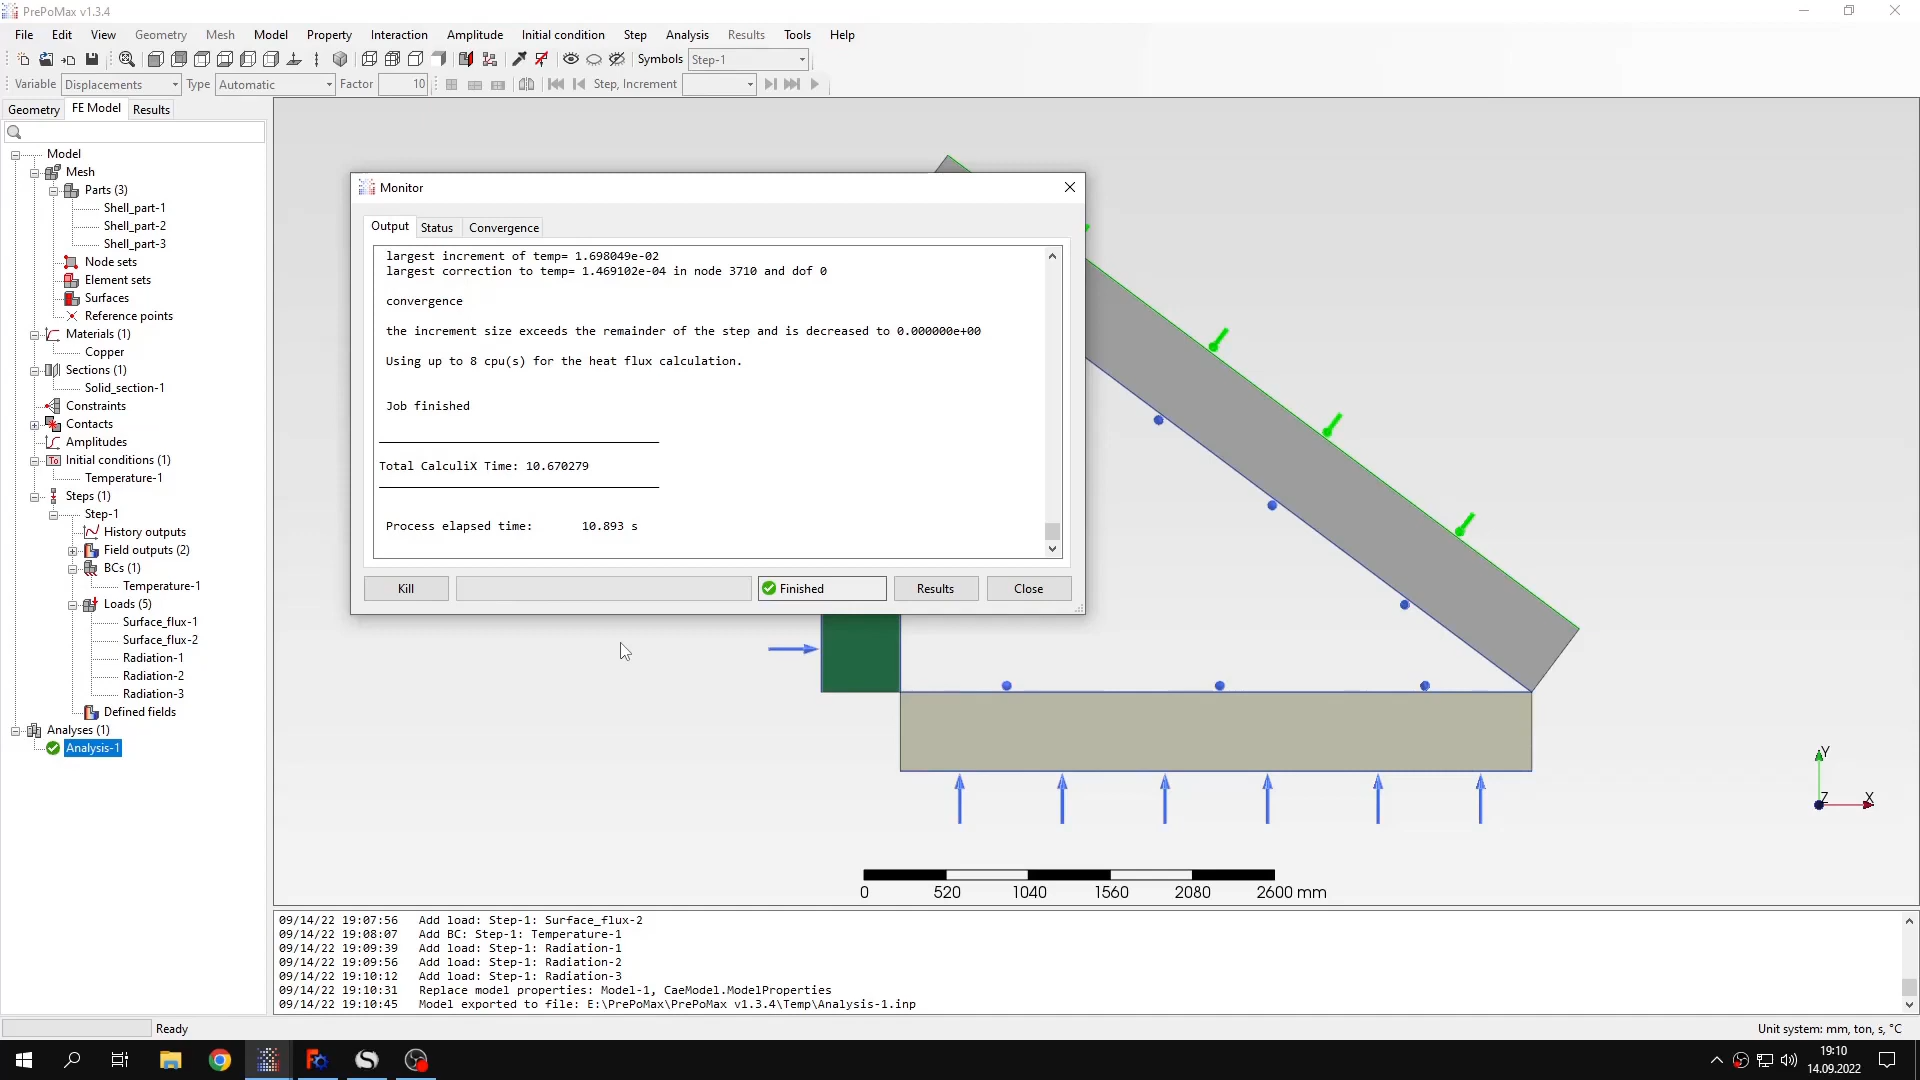 PrePoMax v1.3.4
File Edit View Geometry Mesh Model Property Interaction Amplitude Initial condition Step Analysis Results Tools Help
Symbols Step-1
Variable Displacements Type Automatic Factor 10 Step, Increment
Geometry FE Model Results
Model
Mesh
Parts (3)
Shell_part-1
Shell_part-2
Shell_part-3
Node sets
Element sets
Surfaces
Reference points
Materials (1)
Copper
Sections (1)
Solid_section-1
Constraints
Contacts
Amplitudes
Initial conditions (1)
Temperature-1
Steps (1)
Step-1
History outputs
Field outputs (2)
BCs (1)
Temperature-1
Loads (5)
Surface_flux-1
Surface_flux-2
Radiation-1
Radiation-2
Radiation-3
Defined fields
Analyses (1)
Analysis-1
Monitor
Output Status Convergence
largest increment of temp= 1.698049e-02
largest correction to temp= 1.469102e-04 in node 3710 and dof 0
convergence
the increment size exceeds the remainder of the step and is decreased to 0.000000e+00
Using up to 8 cpu(s) for the heat flux calculation.
Job finished
Total CalculiX Time: 10.670279
Process elapsed time: 10.893 s
Kill Finished Results Close
Y
Z X
0 520 1040 1560 2080 2600 mm
09/14/22 19:07:56 Add load: Step-1: Surface_flux-2
09/14/22 19:08:07 Add BC: Step-1: Temperature-1
09/14/22 19:09:39 Add load: Step-1: Radiation-1
09/14/22 19:09:56 Add load: Step-1: Radiation-2
09/14/22 19:10:12 Add load: Step-1: Radiation-3
09/14/22 19:10:31 Replace model properties: Model-1, CaeModel.ModelProperties
09/14/22 19:10:45 Model exported to file: E:\PrePoMax\PrePoMax v1.3.4\Temp\Analysis-1.inp
Ready
Unit system: mm, ton, s, °C
19:10
14.09.2022